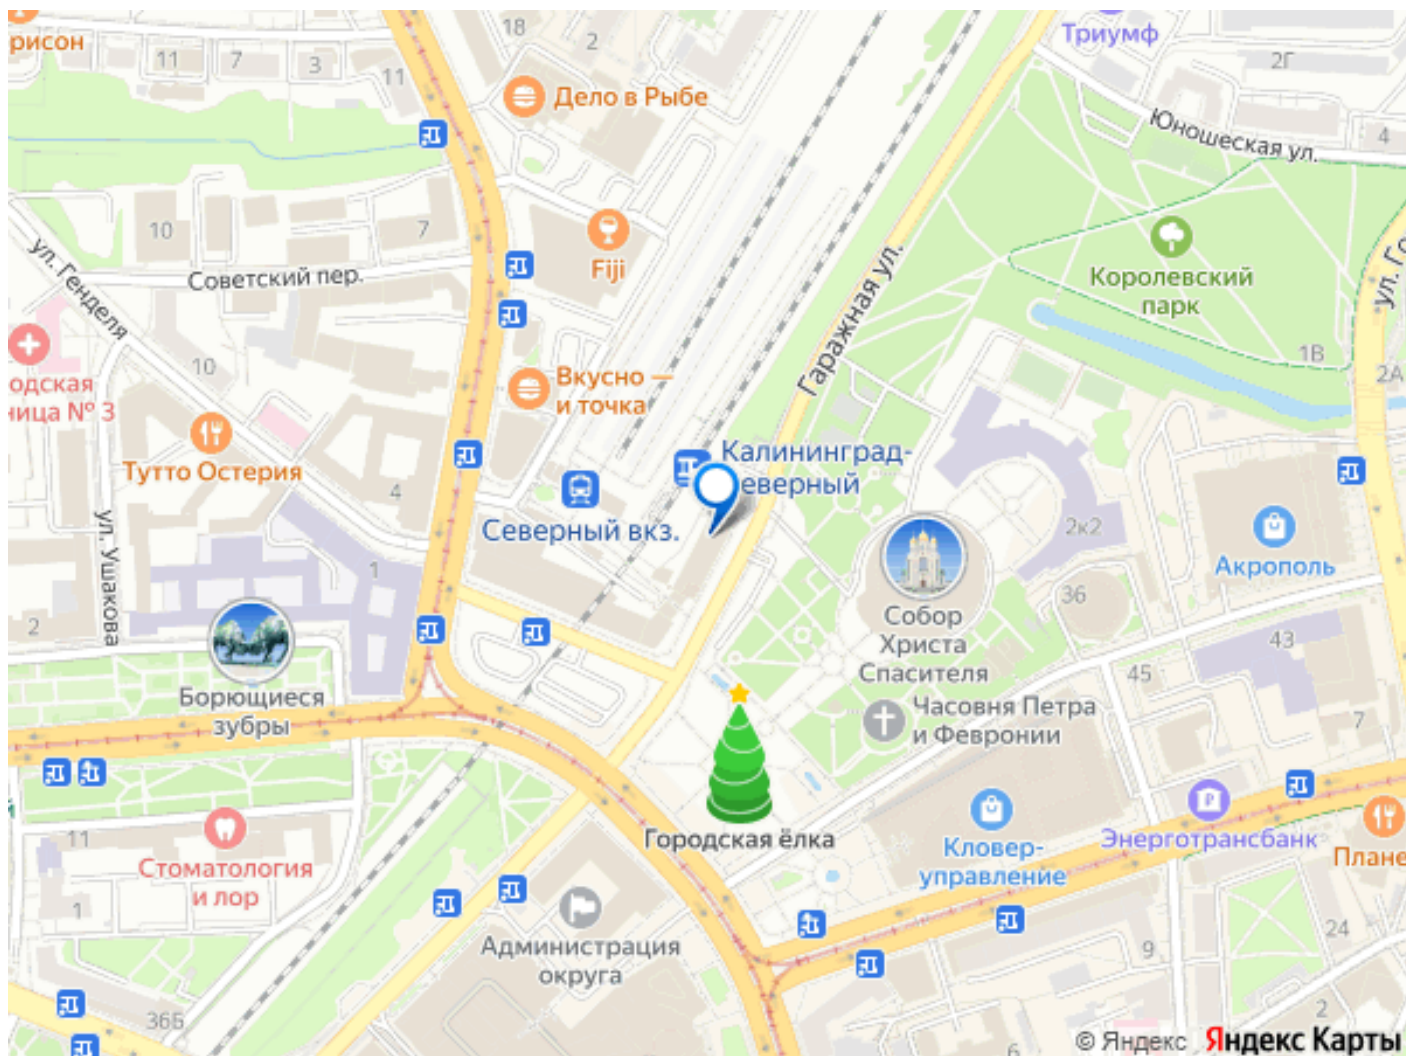 рисон
11
7
3
11
18
2
Дело в Рыбе
Триумф
2Г
4
Юношеская ул.
10
7
Советский пер.
ул. Генделя
Fiji
Гаражная ул.
Королевский
парк
ул. Го
1В
2А
одская
ница № 3
10
Вкусно —
и точка
Тутто Остерия
4
Калининград-
еверный
Северный вкз.
ул. Ушакова
1
2
2к2
36
Акрополь
Собор
Христа
Спасителя
43
45
7
Борющиеся
зубры
Часовня Петра
и Февронии
Городская ёлка
Кловер-
управление
Энерготрансбанк
Плане
11
Стоматология
и лор
1
Администрация
округа
9
24
2
36Б
6
© Яндекс Яндекс Карты